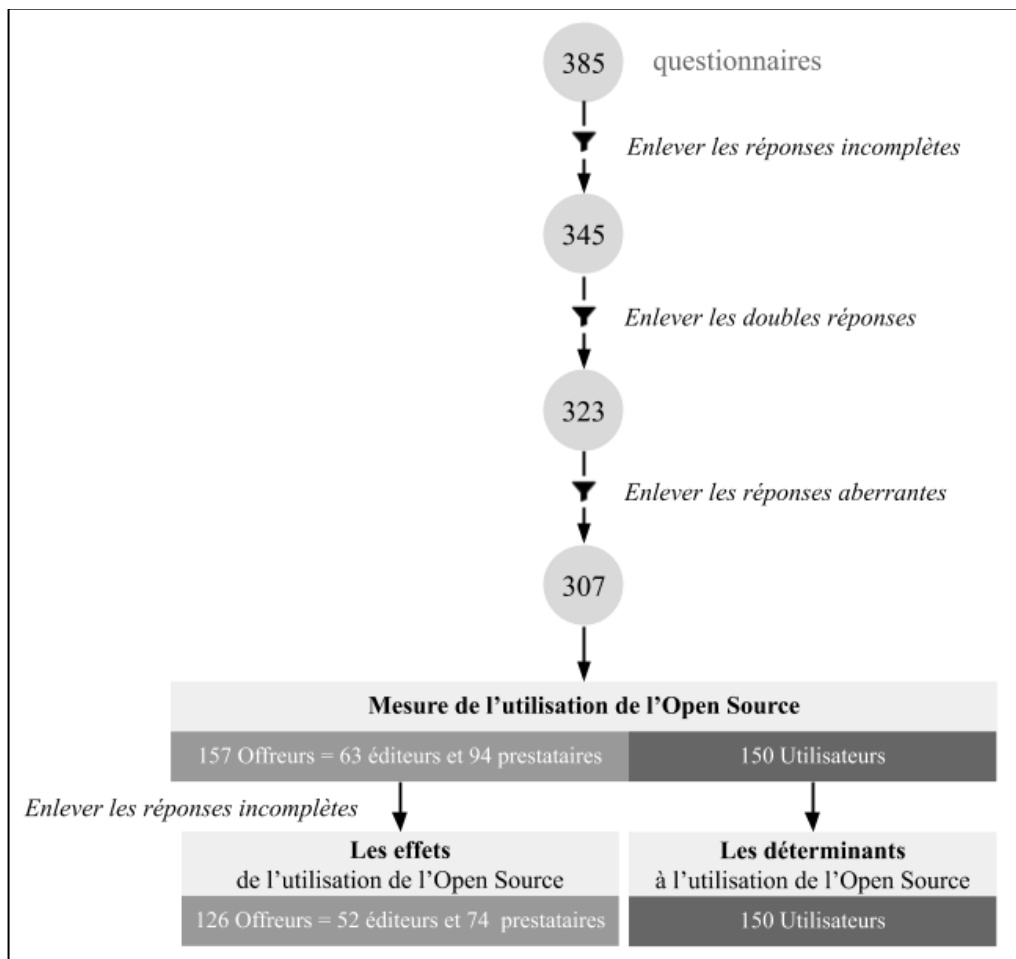 385 questionnaires
Enlever les réponses incomplètes
345
Enlever les doubles réponses
323
Enlever les réponses aberrantes
307
Mesure de l’utilisation de l’Open Source
157 Offreurs = 63 éditeurs et 94 prestataires
150 Utilisateurs
Enlever les réponses incomplètes
Les effets
de l’utilisation de l’Open Source
126 Offreurs = 52 éditeurs et 74 prestataires
Les déterminants
à l’utilisation de l’Open Source
150 Utilisateurs